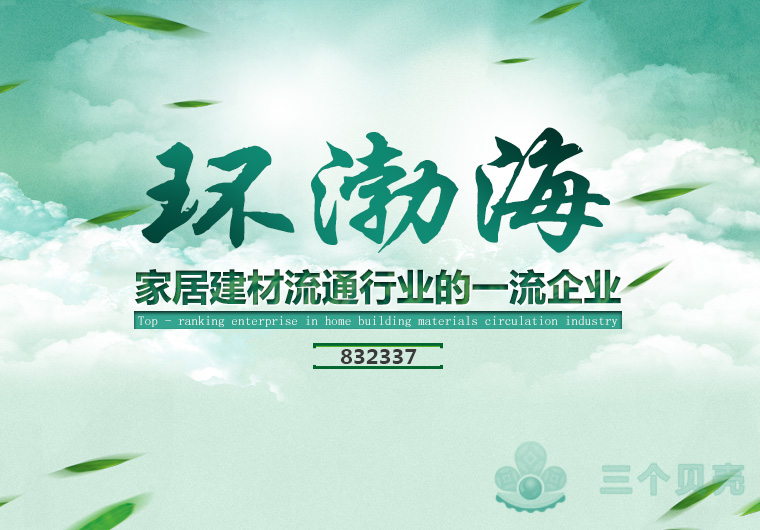 环渤海
家居建材流通行业的一流企业
Top - ranking enterprise in home building materials circulation industry
832337
三个贝壳